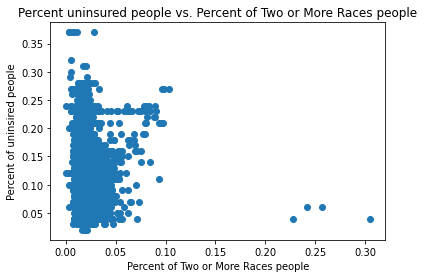 Percent uninsured people vs. Percent of Two or More Races people
Percent of uninsired people
0.35
0.30
0.25
0.20
0.15
0.10
0.05
0.00 0.05 0.10 0.15 0.20 0.25 0.30
Percent of Two or More Races people